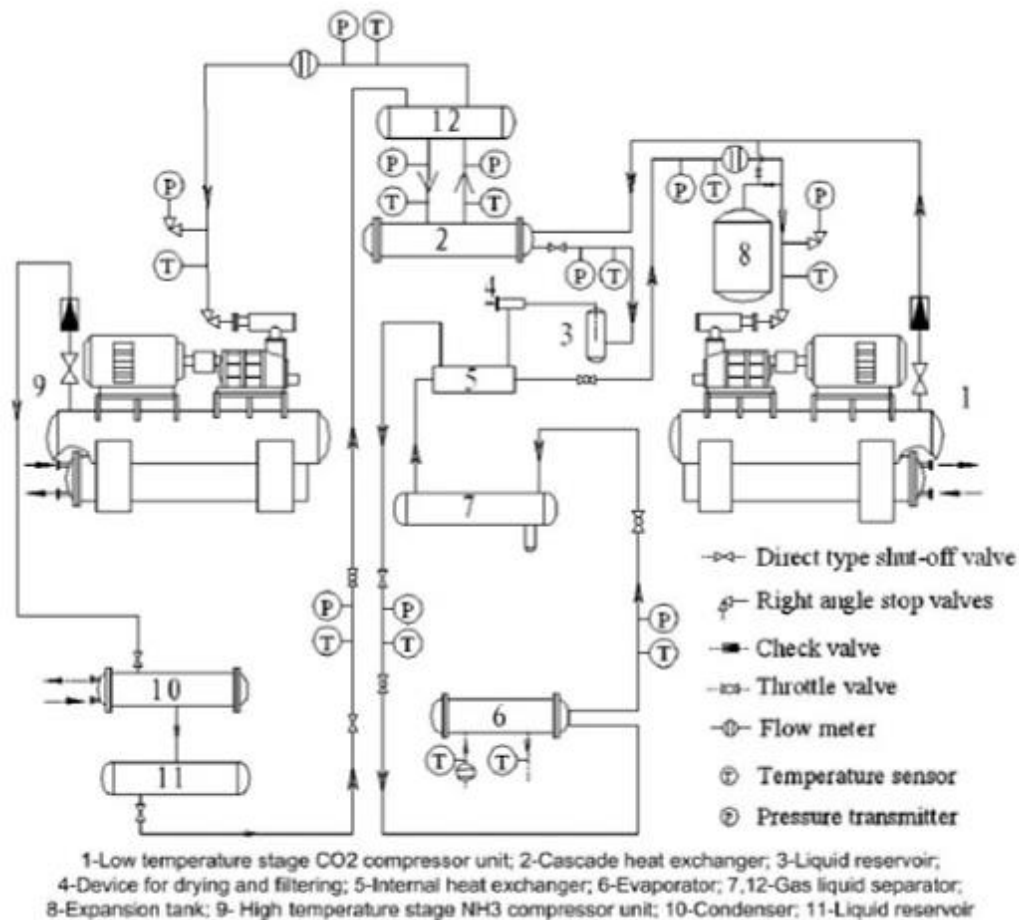 P T
12
P P
T T
2
P T
P
T
P
T
8
P
T
P T
4
3
9
5
1
7
Direct type shut-off valve
P P
T T
P
T
Right angle stop valves
Check valve
10
6
Throttle valve
T T
Flow meter
11
T Temperature sensor
P Pressure transmitter
1-Low temperature stage CO2 compressor unit; 2-Cascade heat exchanger; 3-Liquid reservoir;
4-Device for drying and filtering; 5-Internal heat exchanger; 6-Evaporator; 7,12-Gas liquid separator;
8-Expansion tank; 9- High temperature stage NH3 compressor unit; 10-Condenser; 11-Liquid reservoir